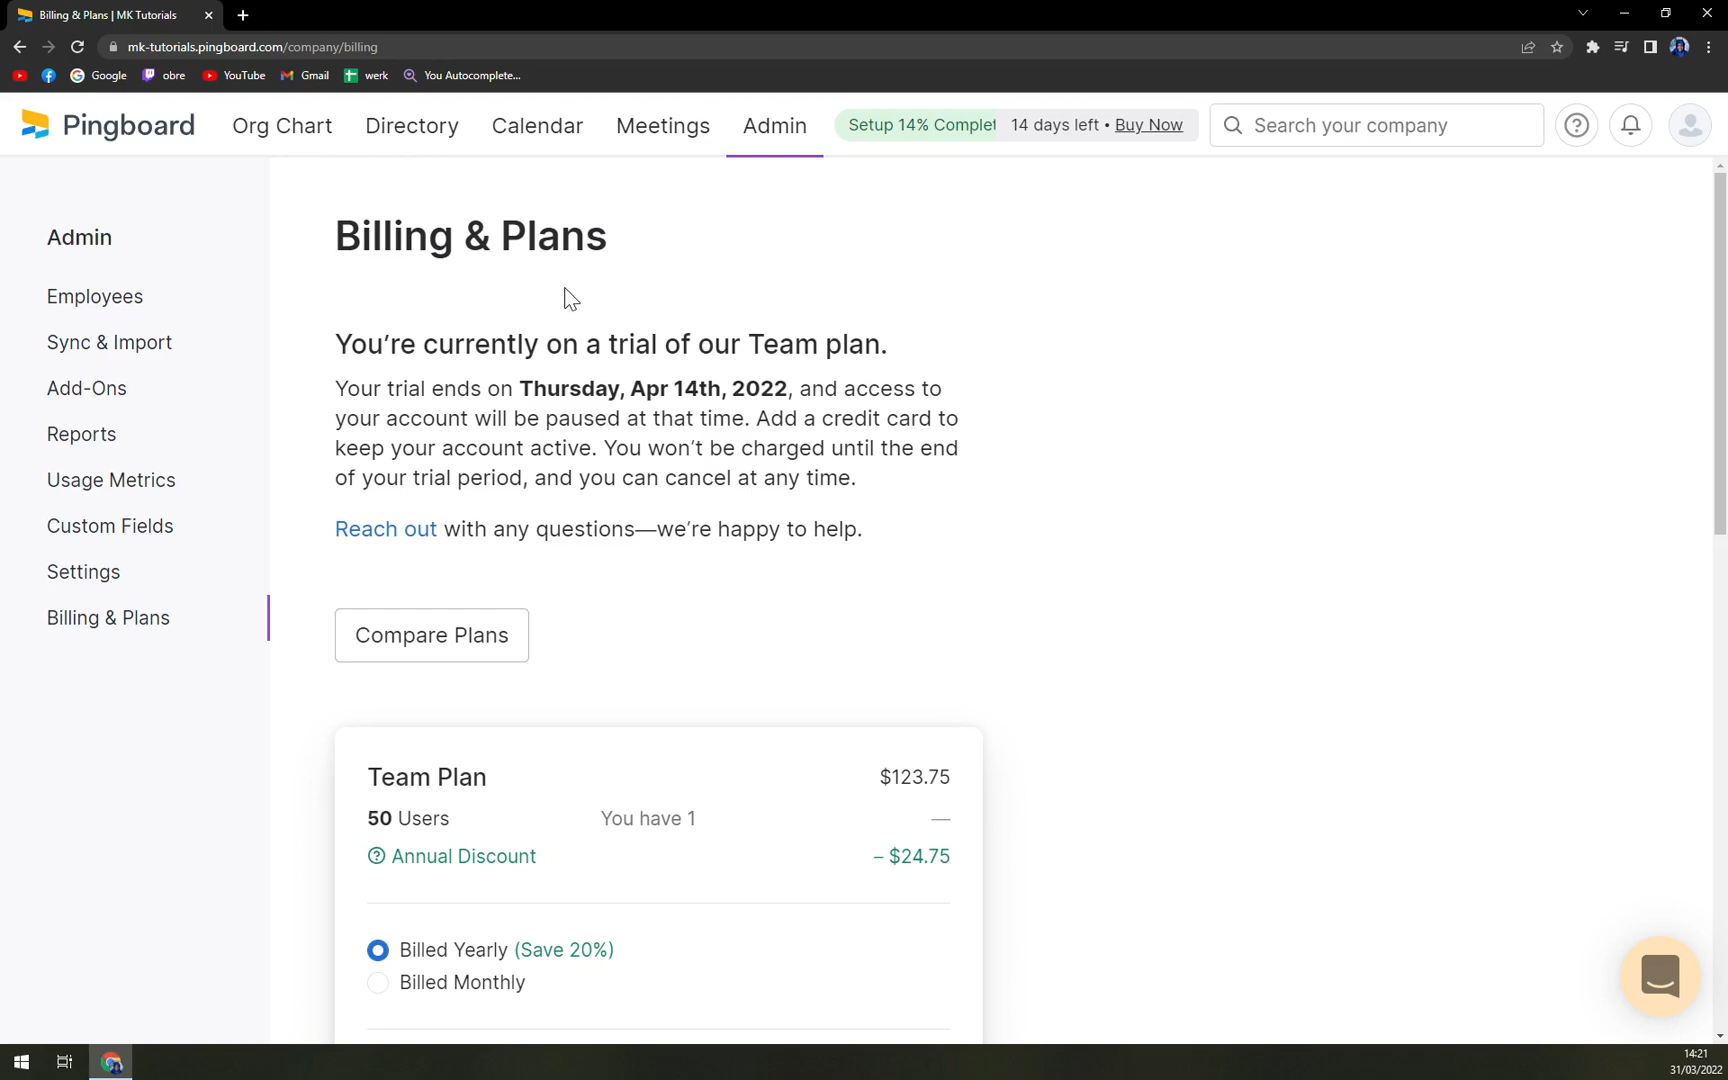 Billing & Plans | MK Tutorials
mk-tutorials.pingboard.com/company/billing
Google
obre
YouTube
Gmail
werk
You Autocomplete...
Pingboard
Org Chart
Directory
Calendar
Meetings
Admin
Setup 14% Complet
14 days left • Buy Now
Search your company
Admin
Employees
Sync & Import
Add-Ons
Reports
Usage Metrics
Custom Fields
Settings
Billing & Plans
Billing & Plans
You're currently on a trial of our Team plan.
Your trial ends on Thursday, Apr 14th, 2022, and access to
your account will be paused at that time. Add a credit card to
keep your account active. You won't be charged until the end
of your trial period, and you can cancel at any time.
Reach out with any questions—we're happy to help.
Compare Plans
Team Plan $123.75
50 Users You have 1 —
Annual Discount – $24.75
Billed Yearly (Save 20%)
Billed Monthly
14:21
31/03/2022